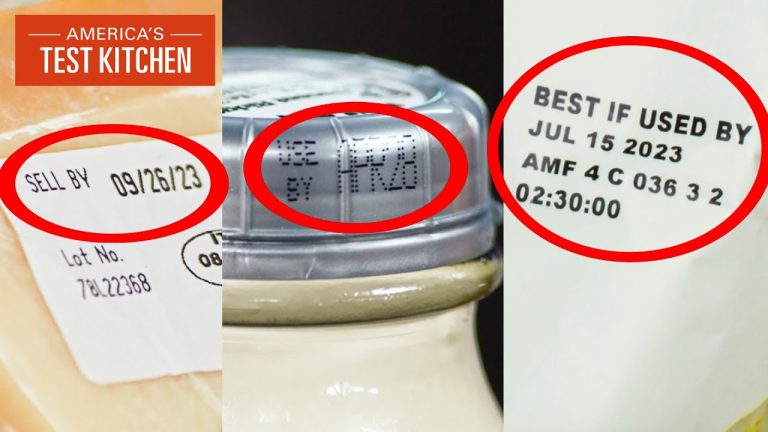 AMERICA'S
TEST KITCHEN
SELL BY 09/26/23
Lot No.
78L22368
08
USE
BY
BEST IF USED BY
JUL 15 2023
AMF 4 C 036 3 2
02:30:00